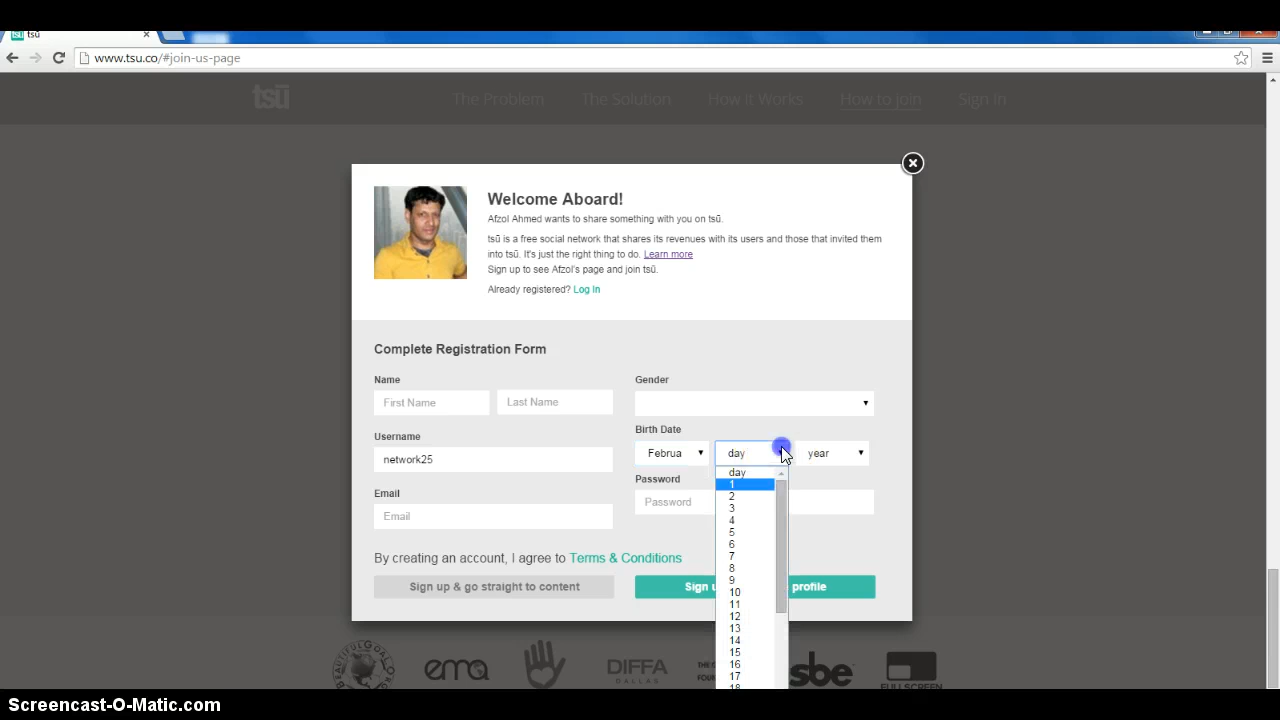 tsū
www.tsu.co/#join-us-page
tsū The Problem The Solution How it Works How to Join Sign In
Welcome Aboard!
Afzol Ahmed wants to share something with you on tsū.
tsū is a free social network that shares its revenues with its users and those that invited them
into tsū. It's just the right thing to do. Learn more
Sign up to see Afzol's page and join tsū.
Already registered? Log In
Complete Registration Form
Name
First Name Last Name
Gender
Username
network25
Birth Date
Februa day year
day
1
2
3
4
5
6
7
8
9
10
11
12
13
14
15
16
17
18
Email
Email
Password
Password
By creating an account, I agree to Terms & Conditions
Sign up & go straight to content
Sign profile
BEAUTIFUL
ema
DIFFA
DALLAS
sbe
FULLSCREEN
Screencast-O-Matic.com